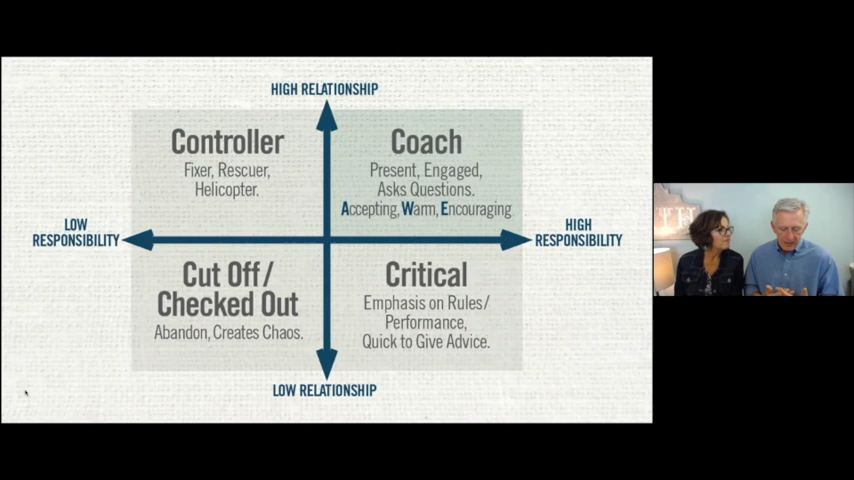 HIGH RELATIONSHIP
Controller
Fixer, Rescuer,
Helicopter.
Coach
Present, Engaged,
Asks Questions.
Accepting, Warm, Encouraging
LOW
RESPONSIBILITY
HIGH
RESPONSIBILITY
Cut Off/
Checked Out
Abandon, Creates Chaos.
Critical
Emphasis on Rules/
Performance,
Quick to Give Advice.
LOW RELATIONSHIP